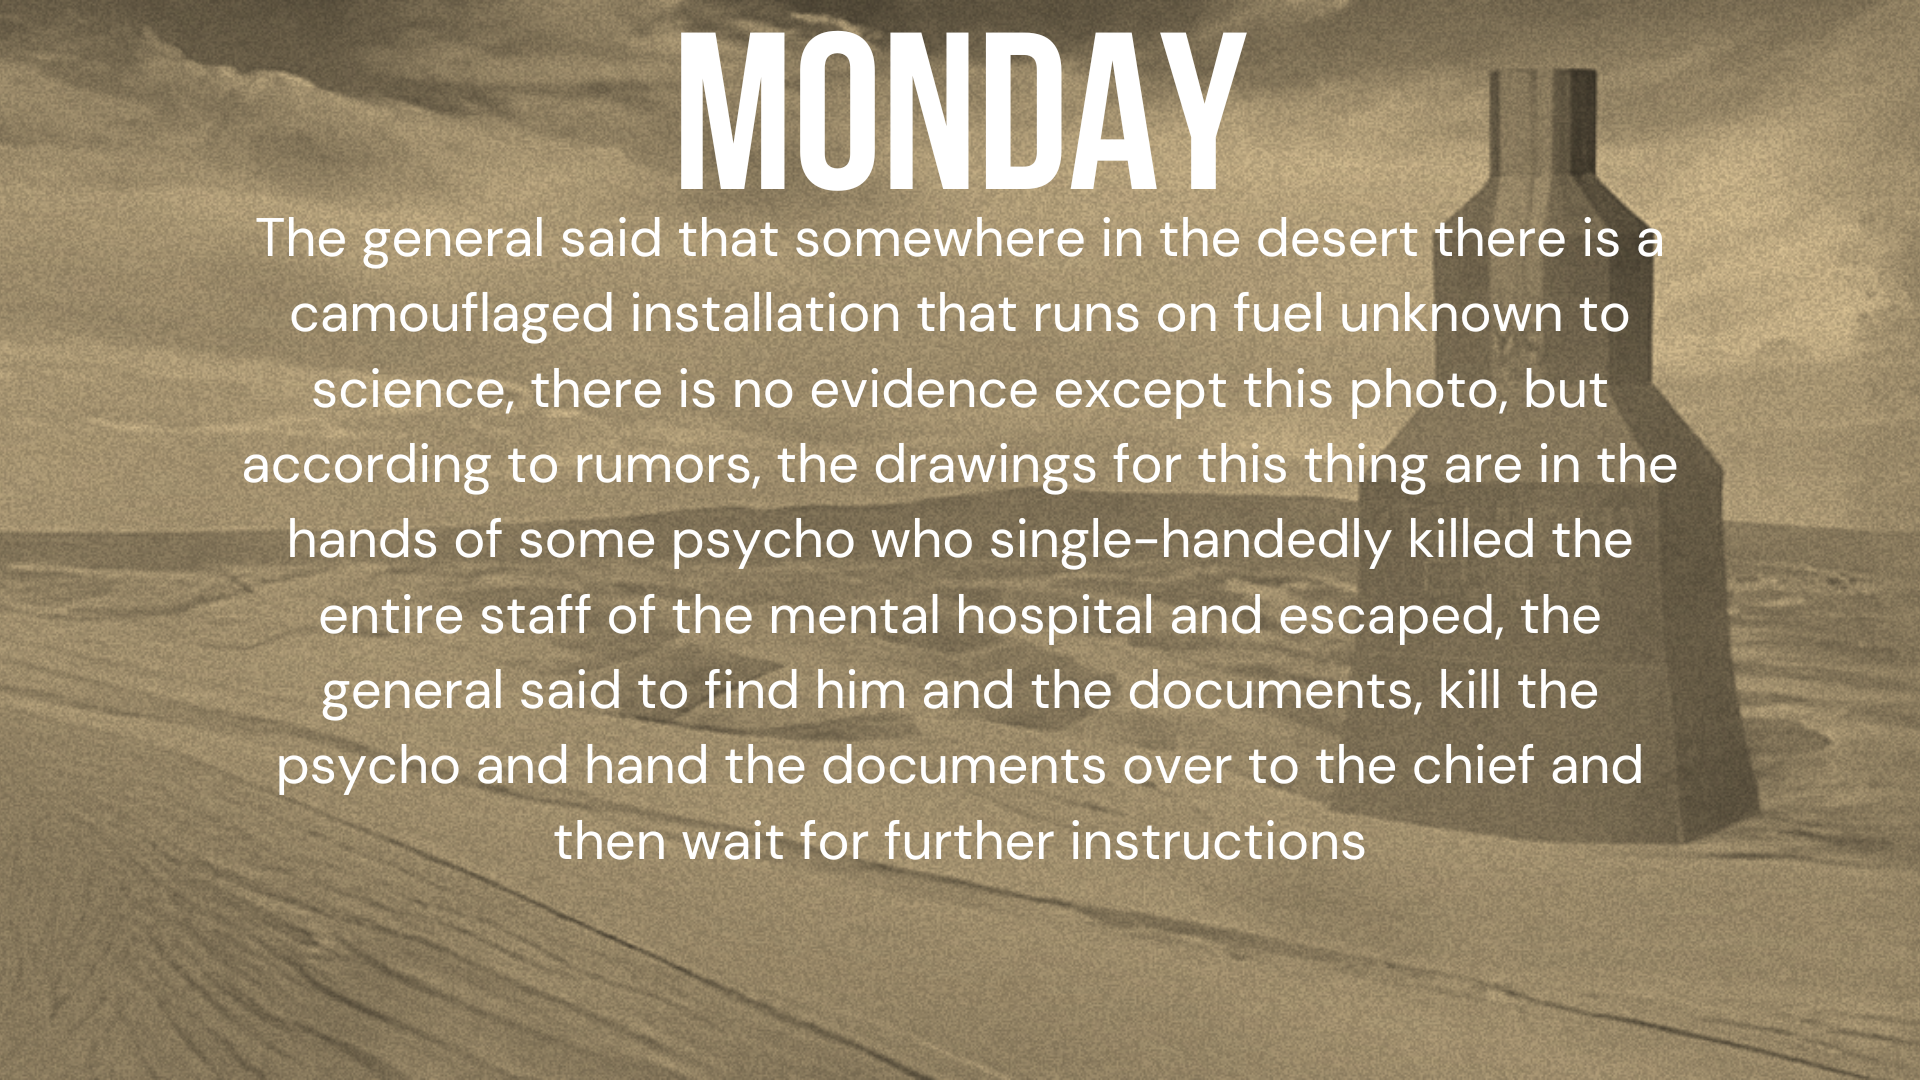 MONDAY
The general said that somewhere in the desert there is a
camouflaged installation that runs on fuel unknown to
science, there is no evidence except this photo, but
according to rumors, the drawings for this thing are in the
hands of some psycho who single-handedly killed the
entire staff of the mental hospital and escaped, the
general said to find him and the documents, kill the
psycho and hand the documents over to the chief and
then wait for further instructions